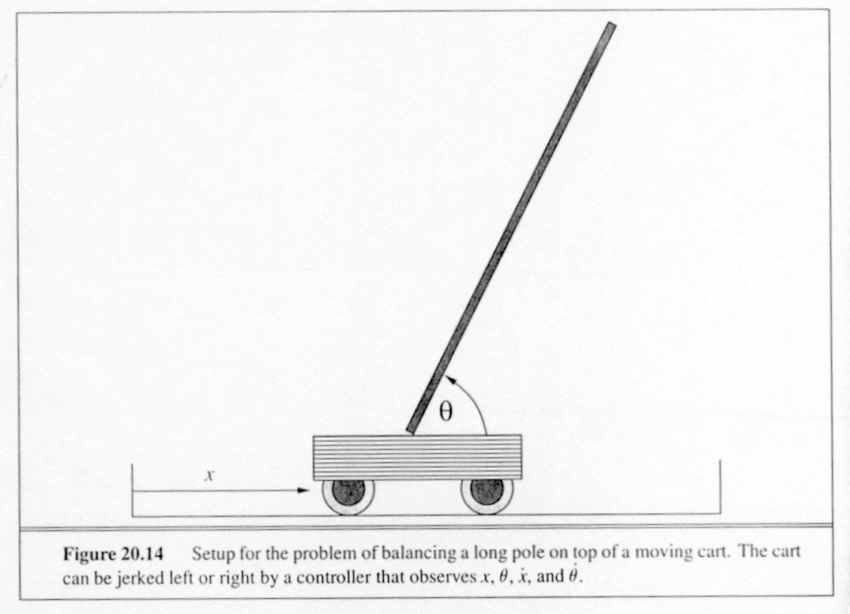 θ
x
Figure 20.14 Setup for the problem of balancing a long pole on top of a moving cart. The cart
can be jerked left or right by a controller that observes x, θ, ẋ, and θ̇.